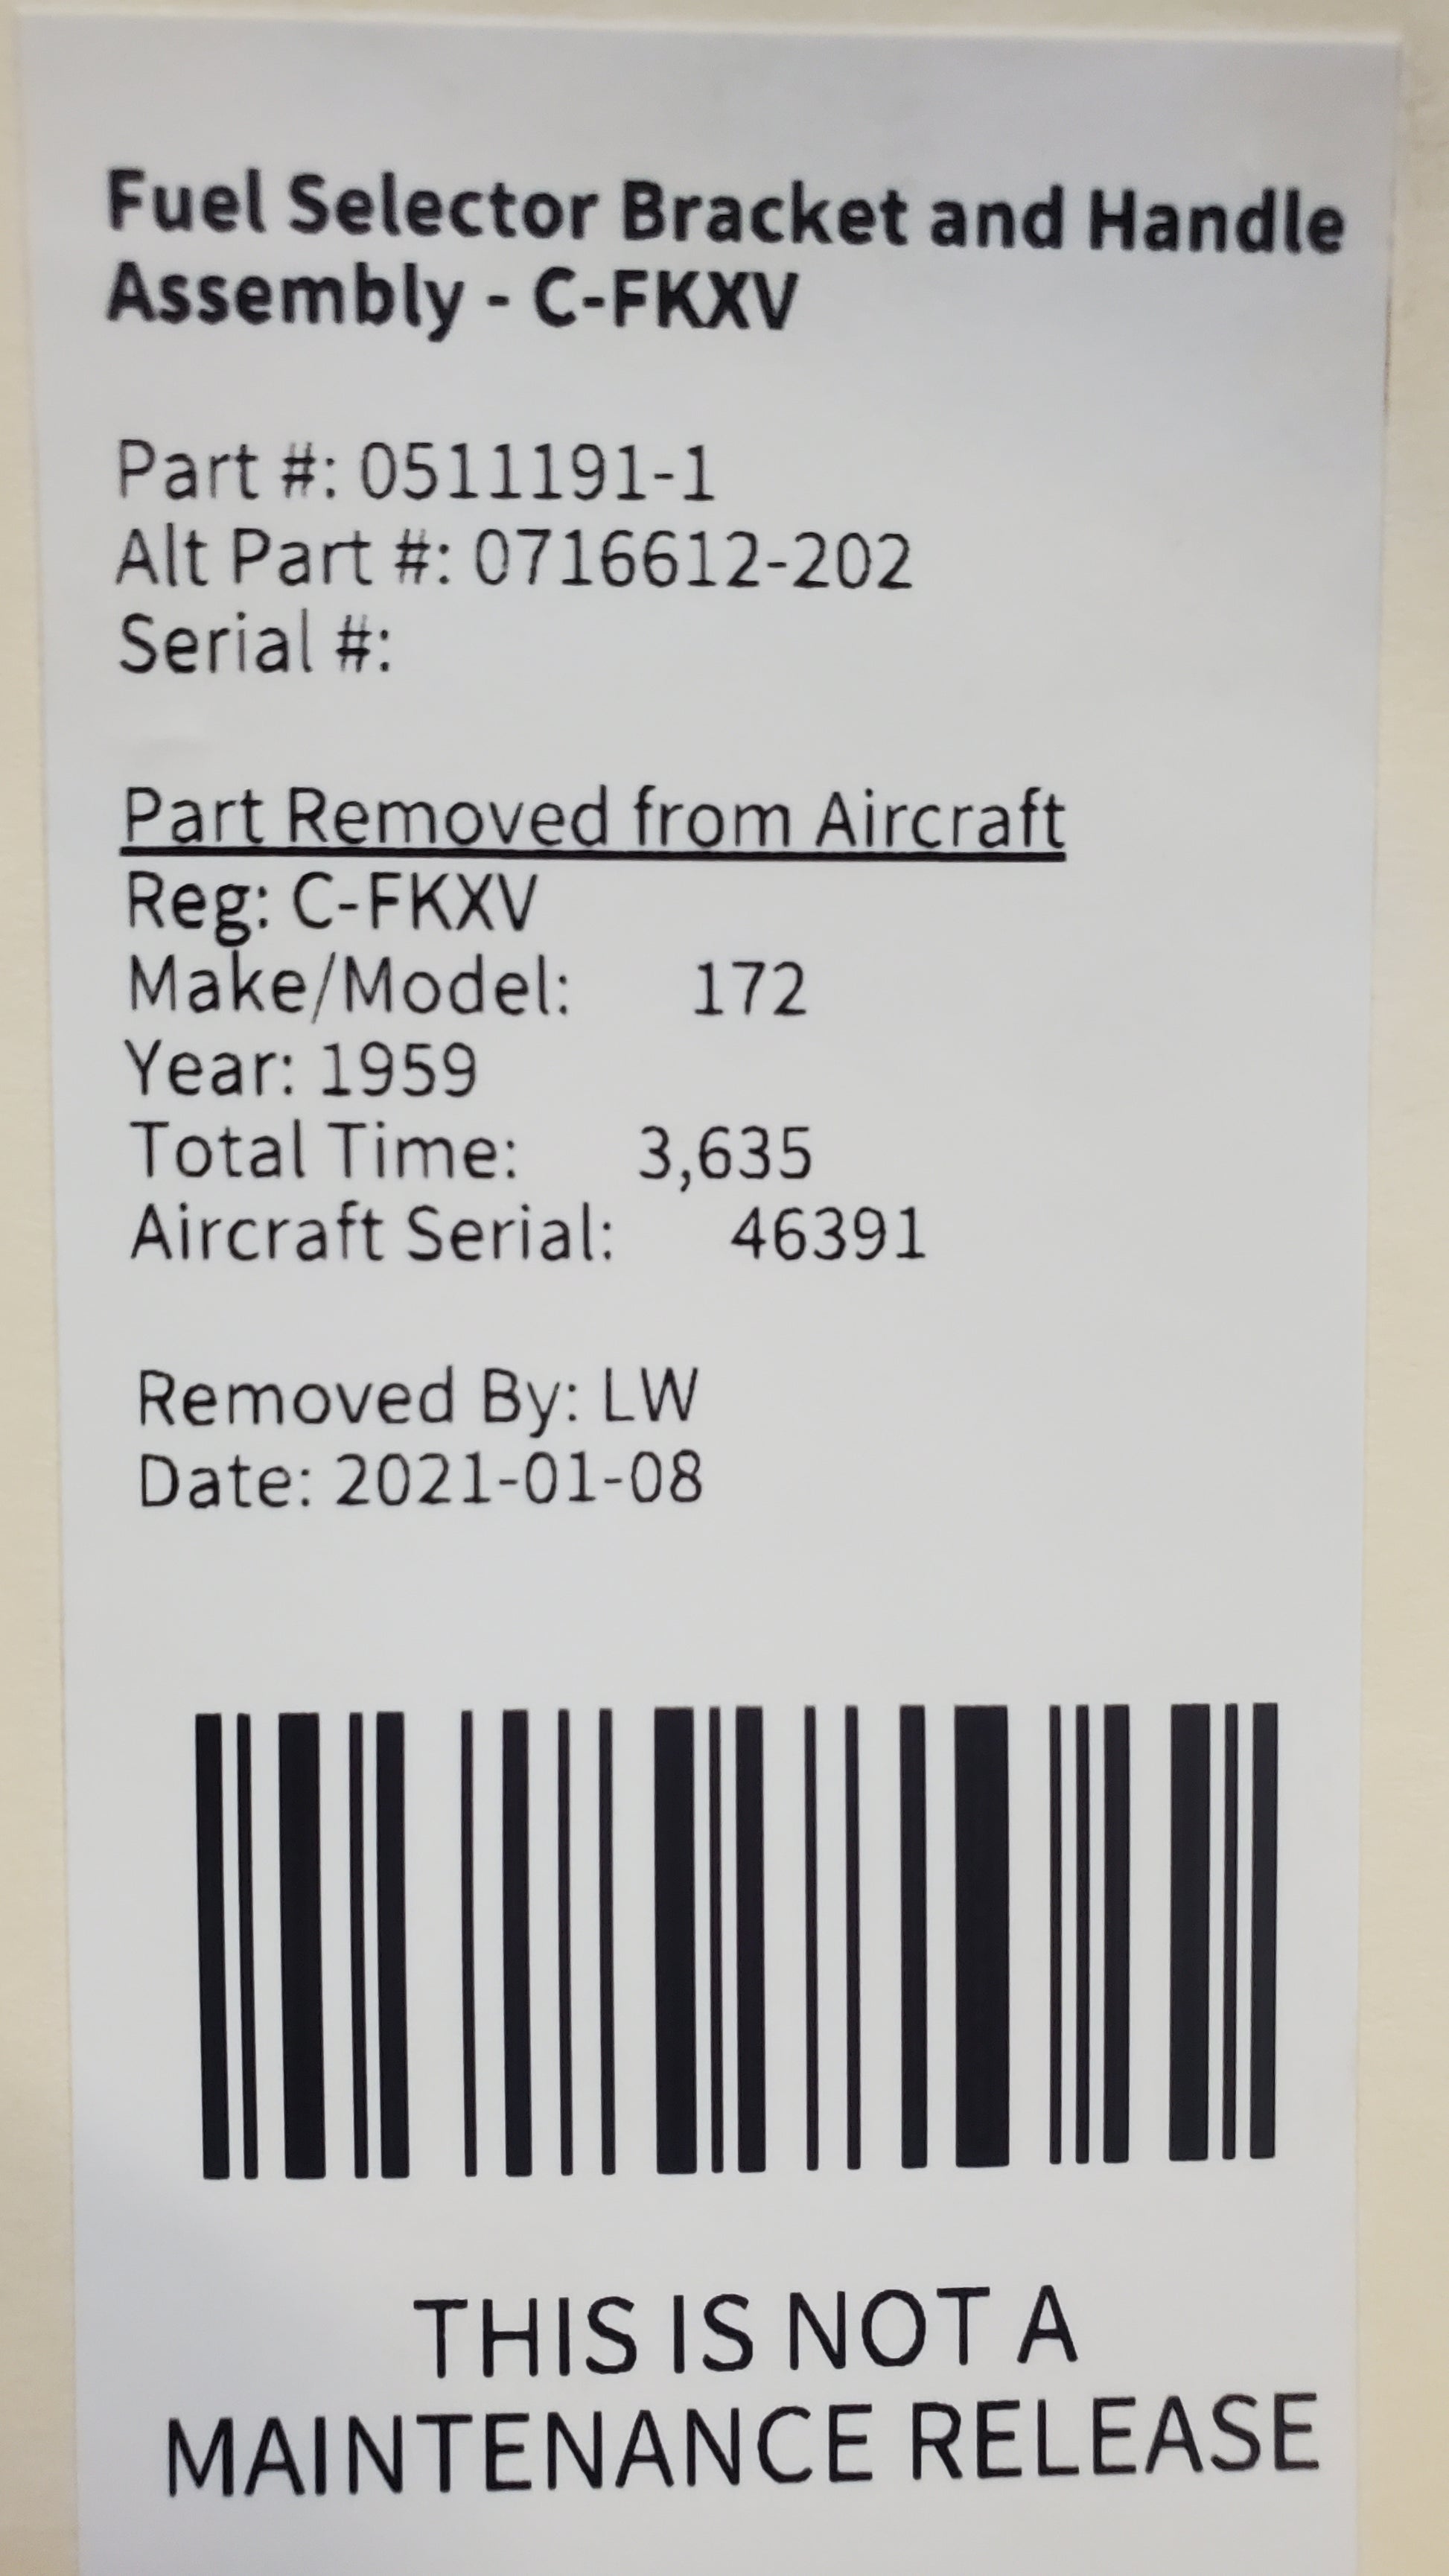 Fuel Selector Bracket and Handle
Assembly - C-FKXV
Part #: 0511191-1
Alt Part #: 0716612-202
Serial #:
Part Removed from Aircraft
Reg: C-FKXV
Make/Model: 172
Year: 1959
Total Time: 3,635
Aircraft Serial: 46391
Removed By: LW
Date: 2021-01-08
THIS IS NOT A
MAINTENANCE RELEASE